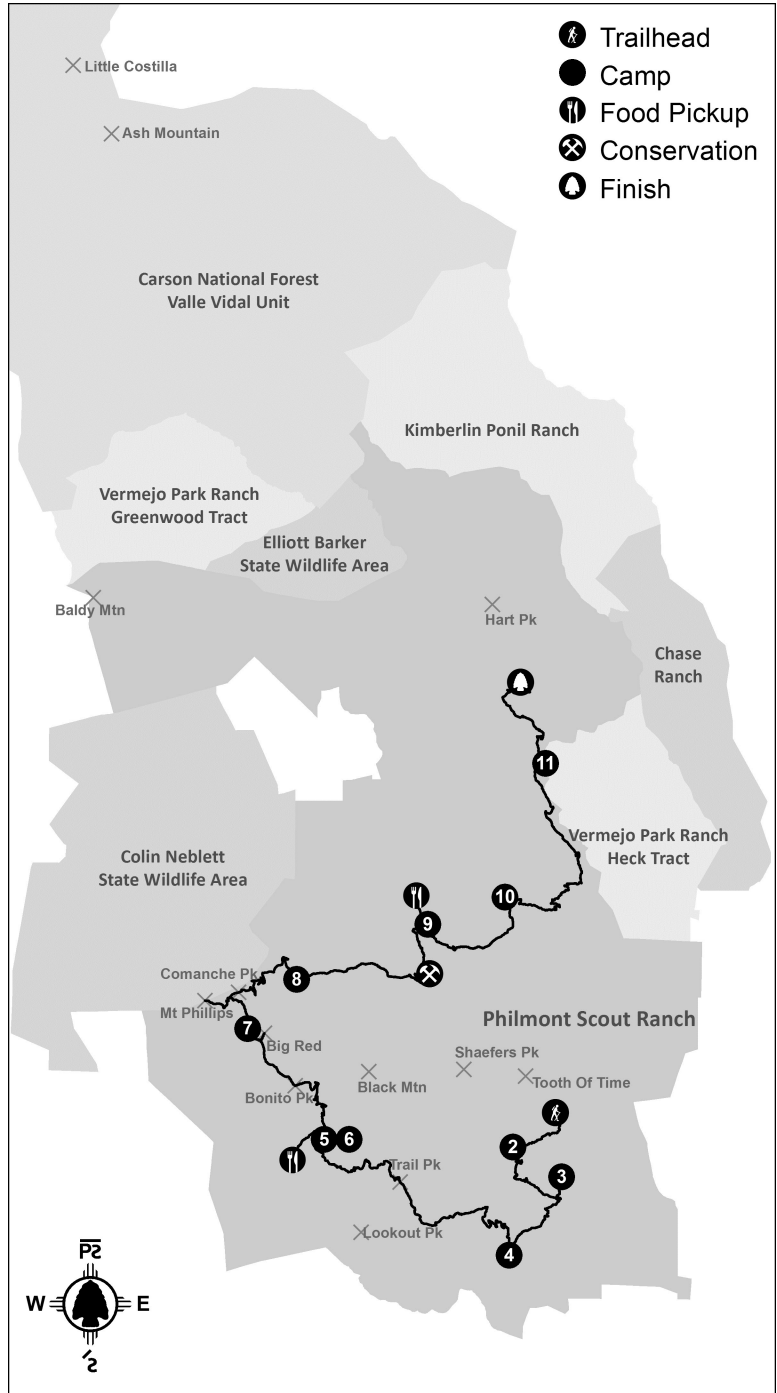 Little Costilla
Ash Mountain
Trailhead
Camp
Food Pickup
Conservation
Finish
Carson National Forest
Valle Vidal Unit
Kimberlin Ponil Ranch
Vermejo Park Ranch
Greenwood Tract
Elliott Barker
State Wildlife Area
Baldy Mtn
Hart Pk
Chase
Ranch
11
Vermejo Park Ranch
Heck Tract
Colin Neblett
State Wildlife Area
10
9
Comanche Pk
8
Mt Phillips
Philmont Scout Ranch
7
Big Red
Shaefers Pk
Black Mtn
Tooth Of Time
Bonito Pk
5
6
2
Trail Pk
3
Lookout Pk
4
W
E